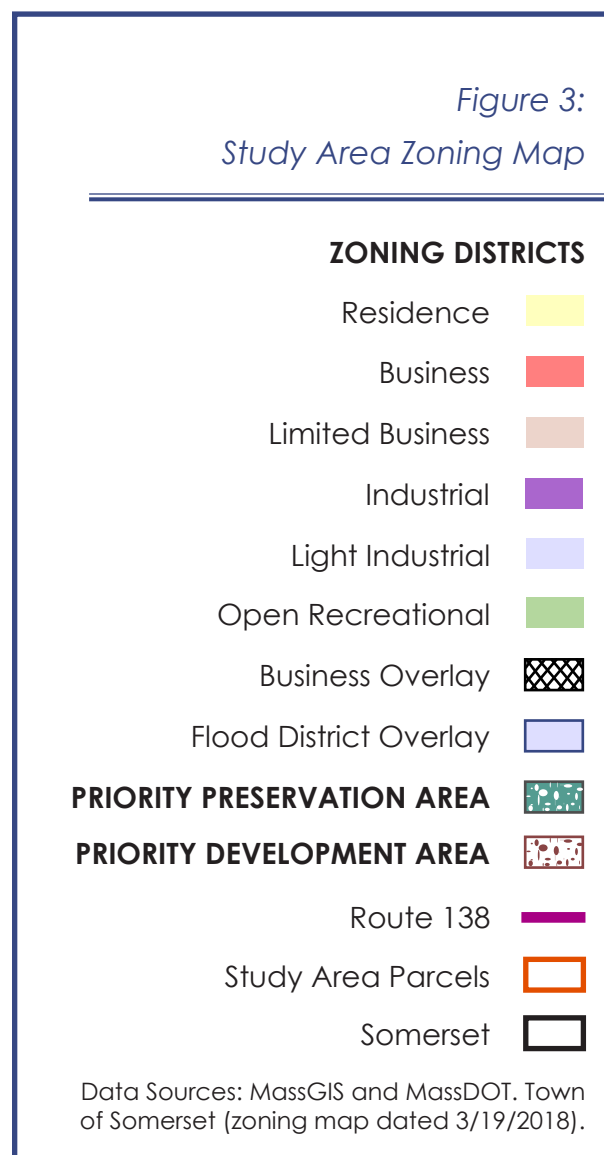 Figure 3:
Study Area Zoning Map
ZONING DISTRICTS
Residence
Business
Limited Business
Industrial
Light Industrial
Open Recreational
Business Overlay
Flood District Overlay
PRIORITY PRESERVATION AREA
PRIORITY DEVELOPMENT AREA
Route 138
Study Area Parcels
Somerset
Data Sources: MassGIS and MassDOT. Town
of Somerset (zoning map dated 3/19/2018).